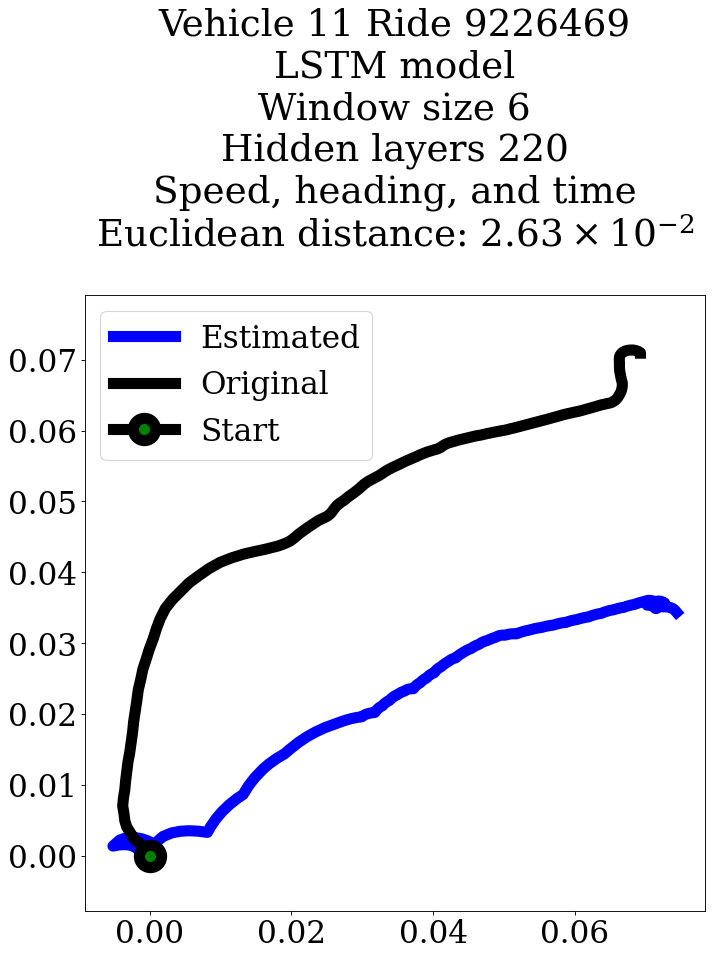 Vehicle 11 Ride 9226469
LSTM model
Window size 6
Hidden layers 220
Speed, heading, and time
Euclidean distance: 2.63 × 10⁻²
Estimated
Original
Start
0.07
0.06
0.05
0.04
0.03
0.02
0.01
0.00
0.00 0.02 0.04 0.06